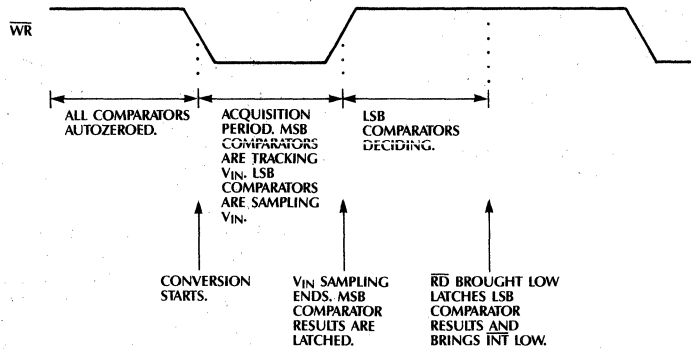 WR
ALL COMPARATORS
AUTOZEROED.
ACQUISITION
PERIOD. MSB
COMPARATORS
ARE TRACKING
VIN. LSB
COMPARATORS
ARE SAMPLING
VIN.
LSB
COMPARATORS
DECIDING.
CONVERSION
STARTS.
VIN SAMPLING
ENDS. MSB
COMPARATOR
RESULTS ARE
LATCHED.
RD BROUGHT LOW
LATCHES LSB
COMPARATOR
RESULTS AND
BRINGS INT LOW.